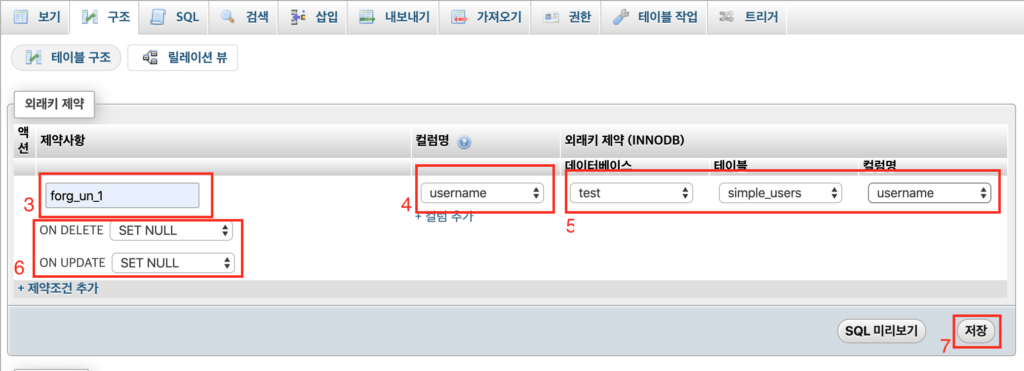 보기 구조 SQL 검색 삽입 내보내기 가져오기 권한 테이블 작업 트리거
테이블 구조 릴레이션 뷰
외래키 제약
액션 제약사항 컬럼명 외래키 제약 (INNODB)
데이터베이스 테이블 컬럼명
3 forg_un_1 4 username test simple_users username
+ 컬럼 추가 5
ON DELETE SET NULL
6 ON UPDATE SET NULL
+ 제약조건 추가
SQL 미리보기 7 저장